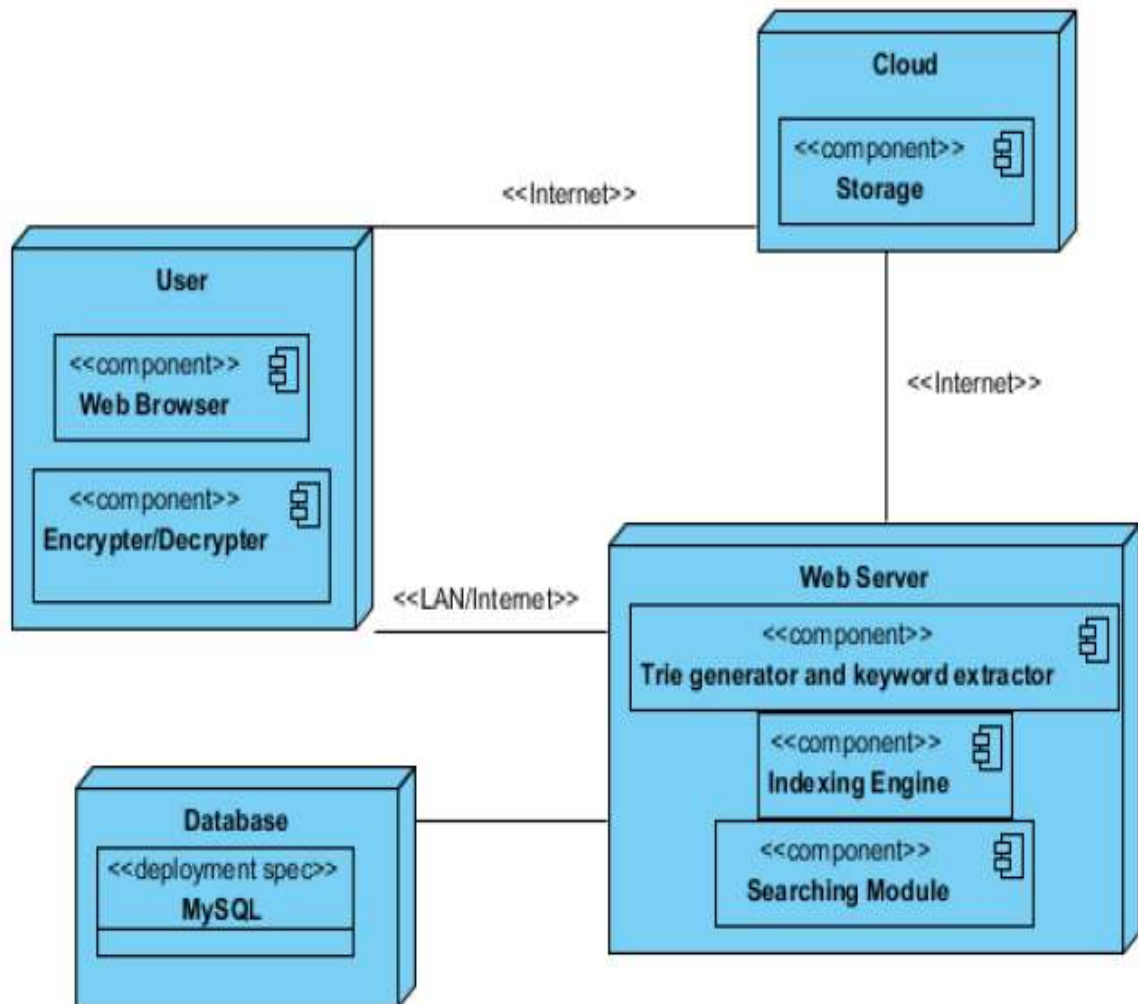 Cloud
<<component>>
Storage
<<Internet>>
User
<<component>>
Web Browser
<<component>>
Encrypter/Decrypter
<<Internet>>
<<LAN/Internet>>
Web Server
<<component>>
Trie generator and keyword extractor
<<component>>
Indexing Engine
<<component>>
Searching Module
Database
<<deployment spec>>
MySQL